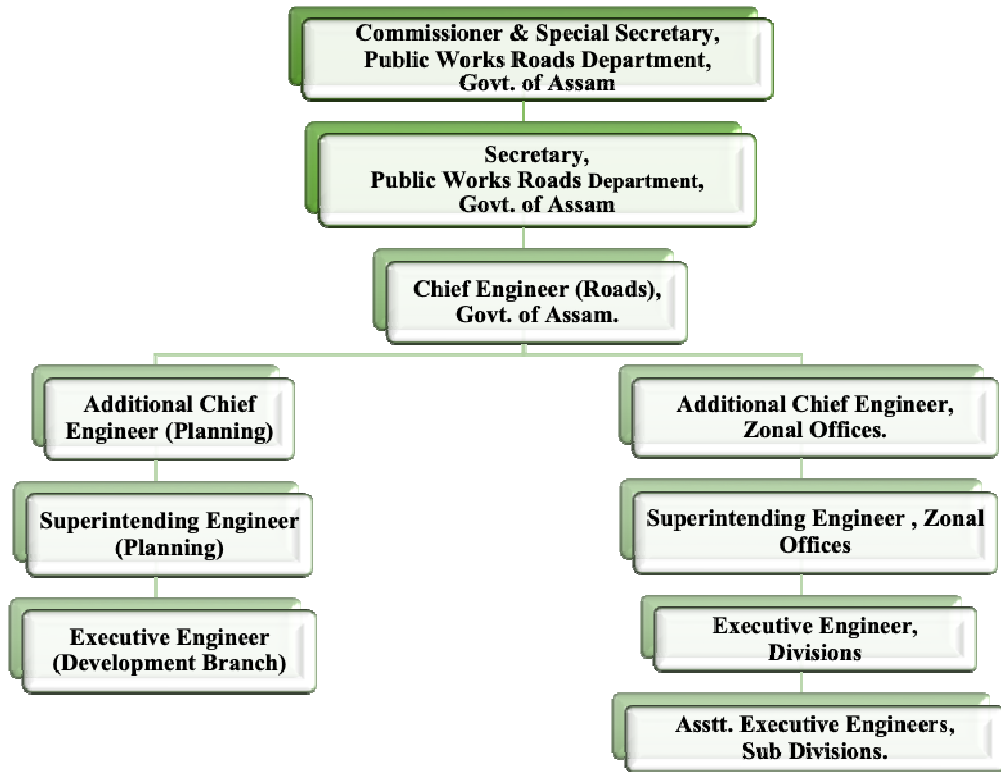 Commissioner & Special Secretary,
Public Works Roads Department,
Govt. of Assam
Secretary,
Public Works Roads Department,
Govt. of Assam
Chief Engineer (Roads),
Govt. of Assam.
Additional Chief
Engineer (Planning)
Superintending Engineer
(Planning)
Executive Engineer
(Development Branch)
Additional Chief Engineer,
Zonal Offices.
Superintending Engineer , Zonal
Offices
Executive Engineer,
Divisions
Asstt. Executive Engineers,
Sub Divisions.